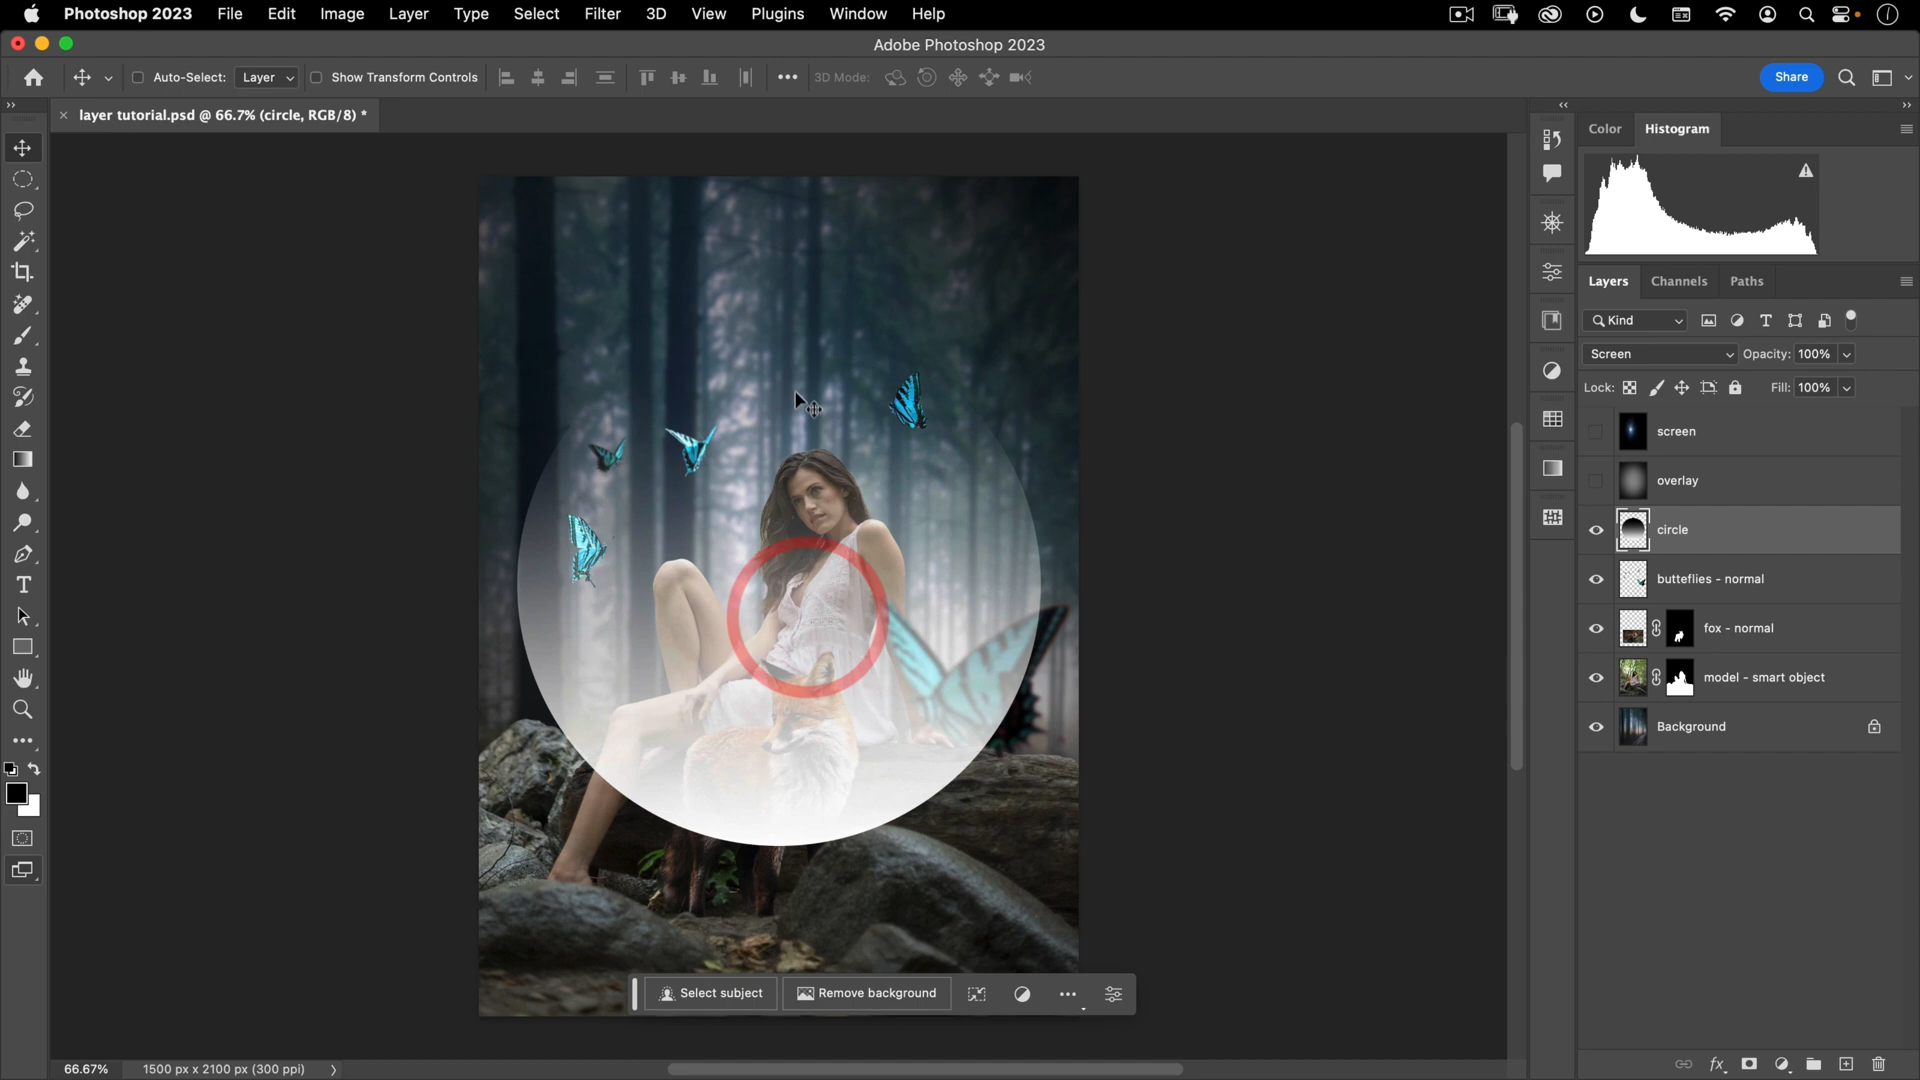 Photoshop 2023 File Edit Image Layer Type Select Filter 3D View Plugins Window Help
Adobe Photoshop 2023
Auto-Select: Layer Show Transform Controls 3D Mode: Share
layer tutorial.psd @ 66.7% (circle, RGB/8) *
Color Histogram
Layers Channels Paths
Kind
Screen Opacity: 100%
Lock: Fill: 100%
screen
overlay
circle
buteflies - normal
fox - normal
model - smart object
Background
Select subject Remove background
66.67% 1500 px x 2100 px (300 ppi)